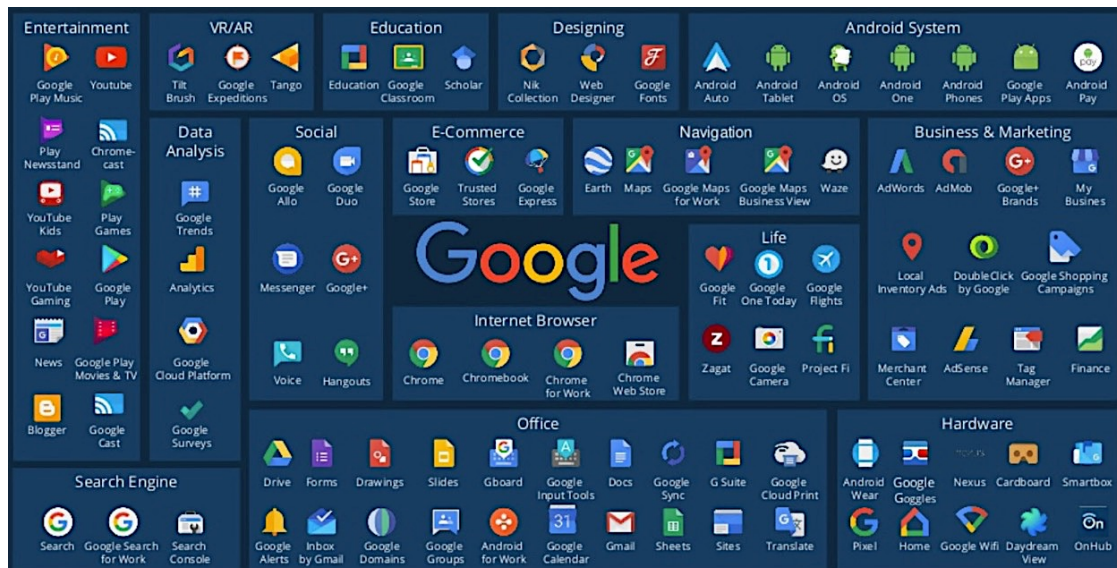 Entertainment
Google Play Music
Youtube
Play Newsstand
Chrome-cast
YouTube Kids
Play Games
YouTube Gaming
Google Play
News
Google Play Movies & TV
Blogger
Google Cast
VR/AR
Tilt Brush
Google Expeditions
Tango
Education
Education
Google Classroom
Scholar
Designing
Nik Collection
Web Designer
Google Fonts
Android System
Android Auto
Android Tablet
Android OS
Android One
Android Phones
Google Play Apps
pay
Android Pay
Data Analysis
Google Trends
Analytics
Google Cloud Platform
Google Surveys
Social
Google Allo
Google Duo
Messenger
G+
Google+
Voice
Hangouts
E-Commerce
Google Store
Trusted Stores
Google Express
Navigation
Earth
Maps
Google Maps for Work
Google Maps Business View
Waze
Business & Marketing
AdWords
AdMob
G+
Google+ Brands
My Busines
Local Inventory Ads
DoubleClick by Google
Google Shopping Campaigns
Merchant Center
AdSense
Tag Manager
Finance
Google
Life
Google Fit
1
Google One Today
Google Flights
Z
Zagat
Google Camera
Project Fi
Internet Browser
Chrome
Chromebook
Chrome for Work
Chrome Web Store
Search Engine
Search
Google Search for Work
Search Console
Office
Drive
Forms
Drawings
Slides
Gboard
Google Input Tools
Docs
Google Sync
G Suite
Google Cloud Print
Google Alerts
Inbox by Gmail
Google Domains
Google Groups
Android for Work
31
Google Calendar
Gmail
Sheets
Sites
Translate
Hardware
Android Wear
Google Goggles
Nexus
Cardboard
Smartbox
Pixel
Home
Google Wifi
Daydream View
On
OnHub